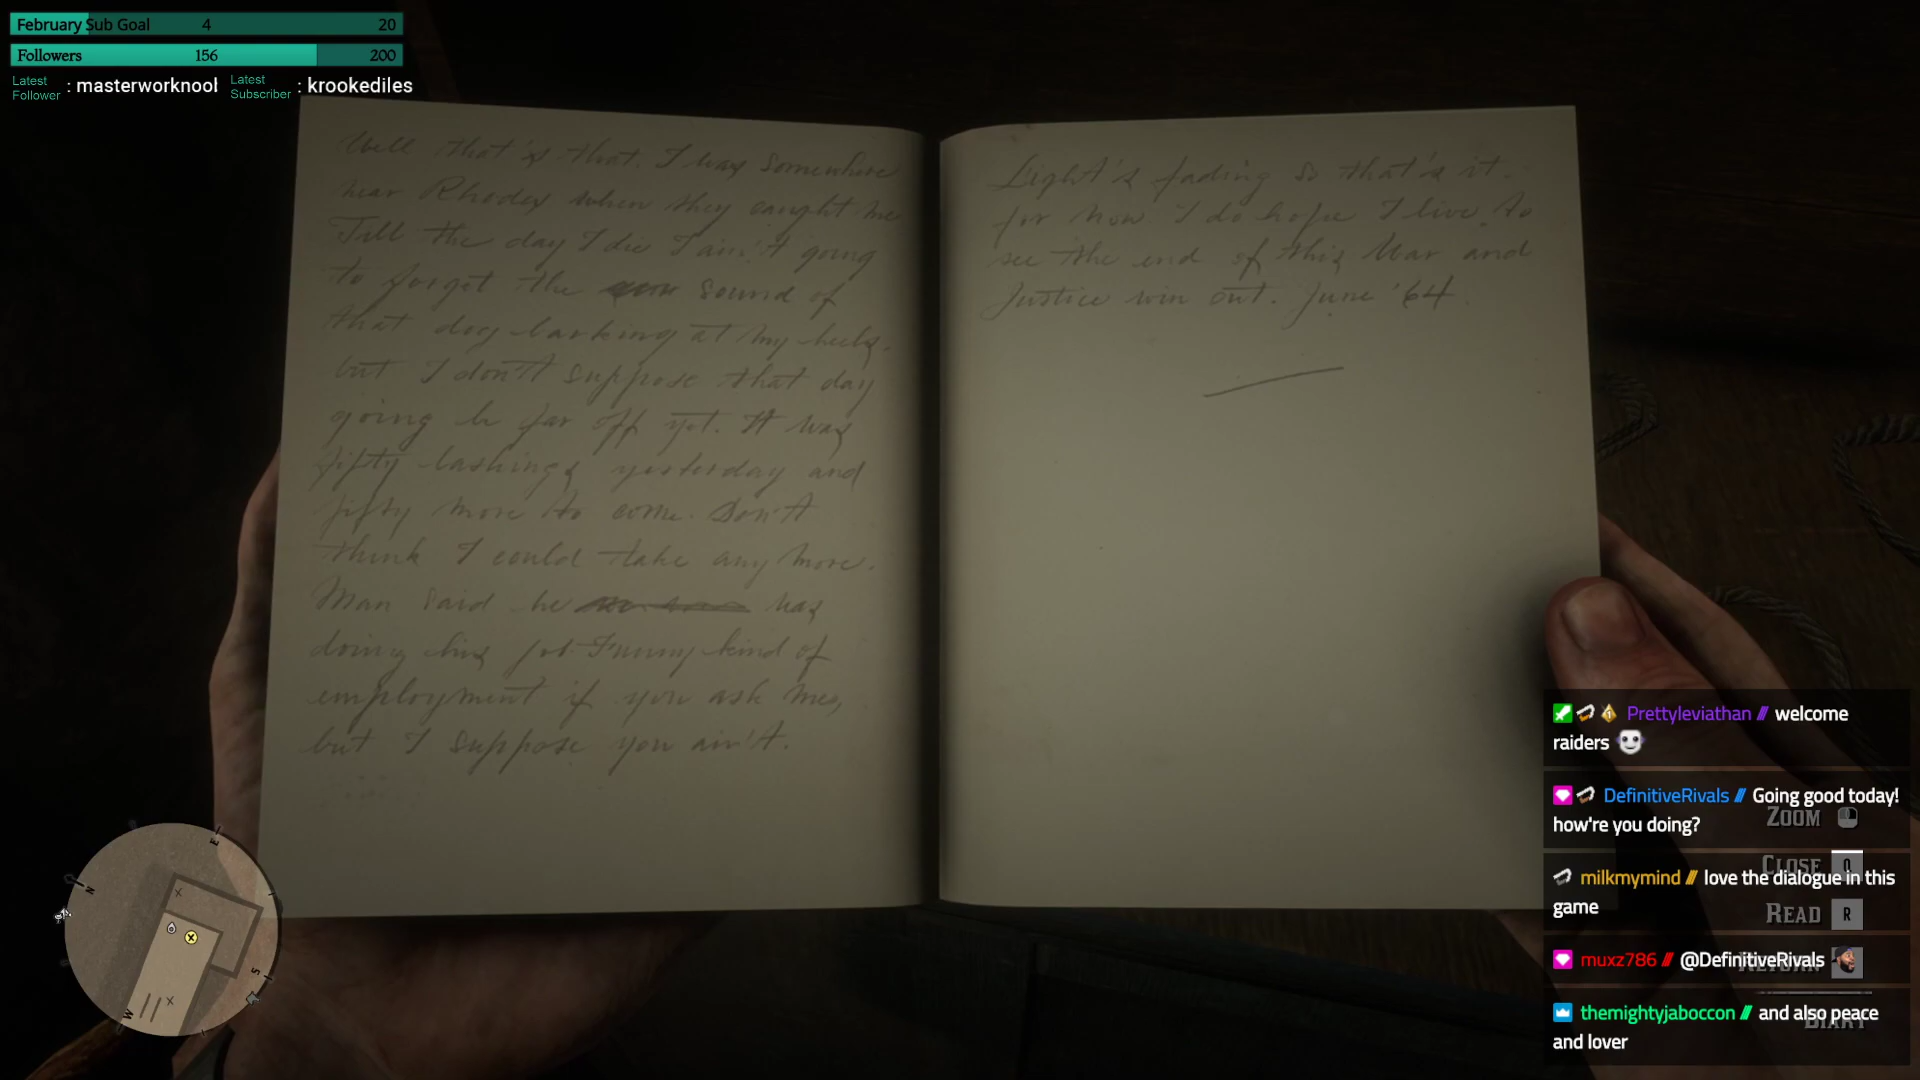 February Sub Goal 4 20
Followers 156 200
Latest Follower : masterworknool Latest Subscriber : krookediles
Well that's that. I was somewhere
near Rhodes when they caught me
Till the day I die I ain't going
to forget the sound of
that dog barking at my heels,
but I don't suppose that day
going be far off yet. It was
fifty lashings yesterday and
fifty more to come. Don't
think I could take any more.
Man said he was
doing his job Funny kind of
employment if you ask me,
but I suppose you ain't.
Light's fading so that's it.
for now I do hope I live to
see the end of this War and
Justice win out. June '64.
Prettyleviathan // welcome
raiders
DefinitiveRivals // Going good today!
how're you doing?
ZOOM
milkmymind // love the dialogue in this
game
CLOSE Q
READ R
muxz786 // @DefinitiveRivals
RETURN
themightyjaboccon // and also peace
and lover
DIARY
N
E
S
W